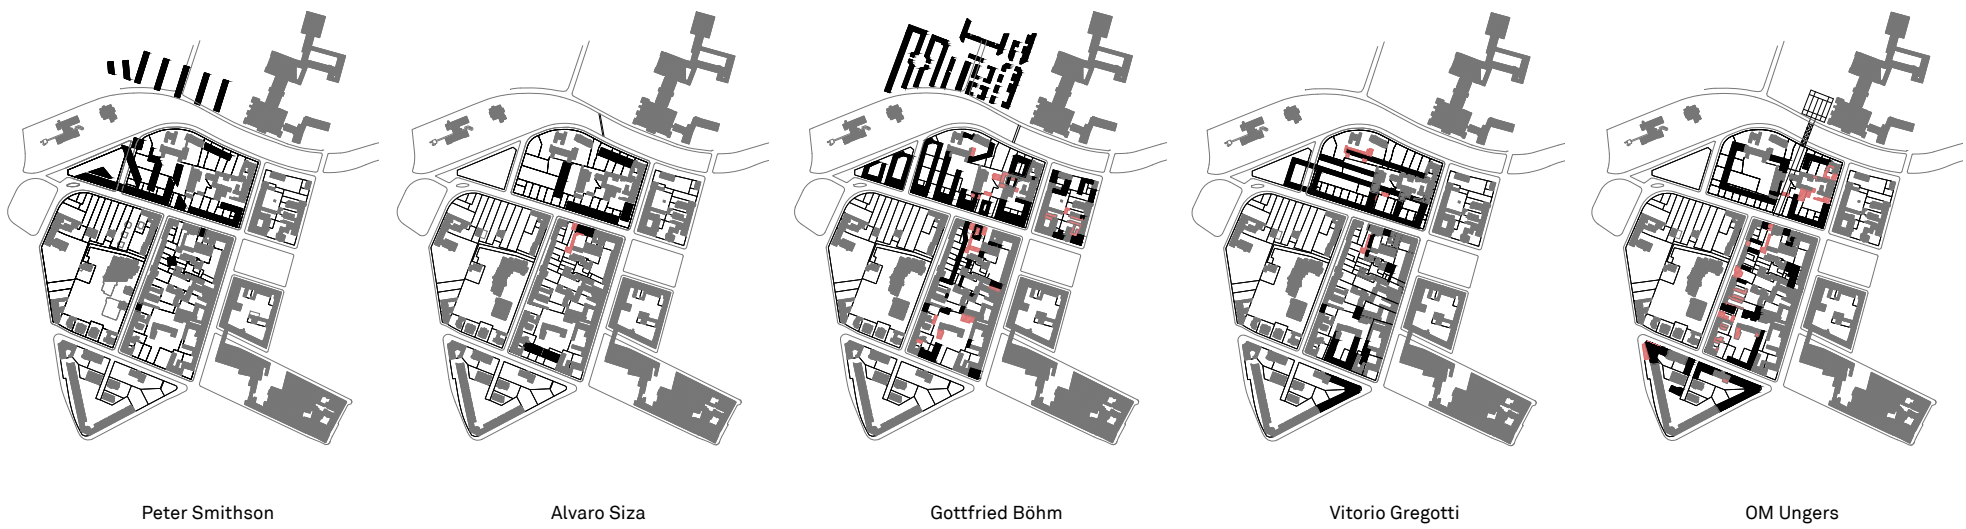 Peter Smithson
Alvaro Siza
Gottfried Böhm
Vitorio Gregotti
OM Ungers